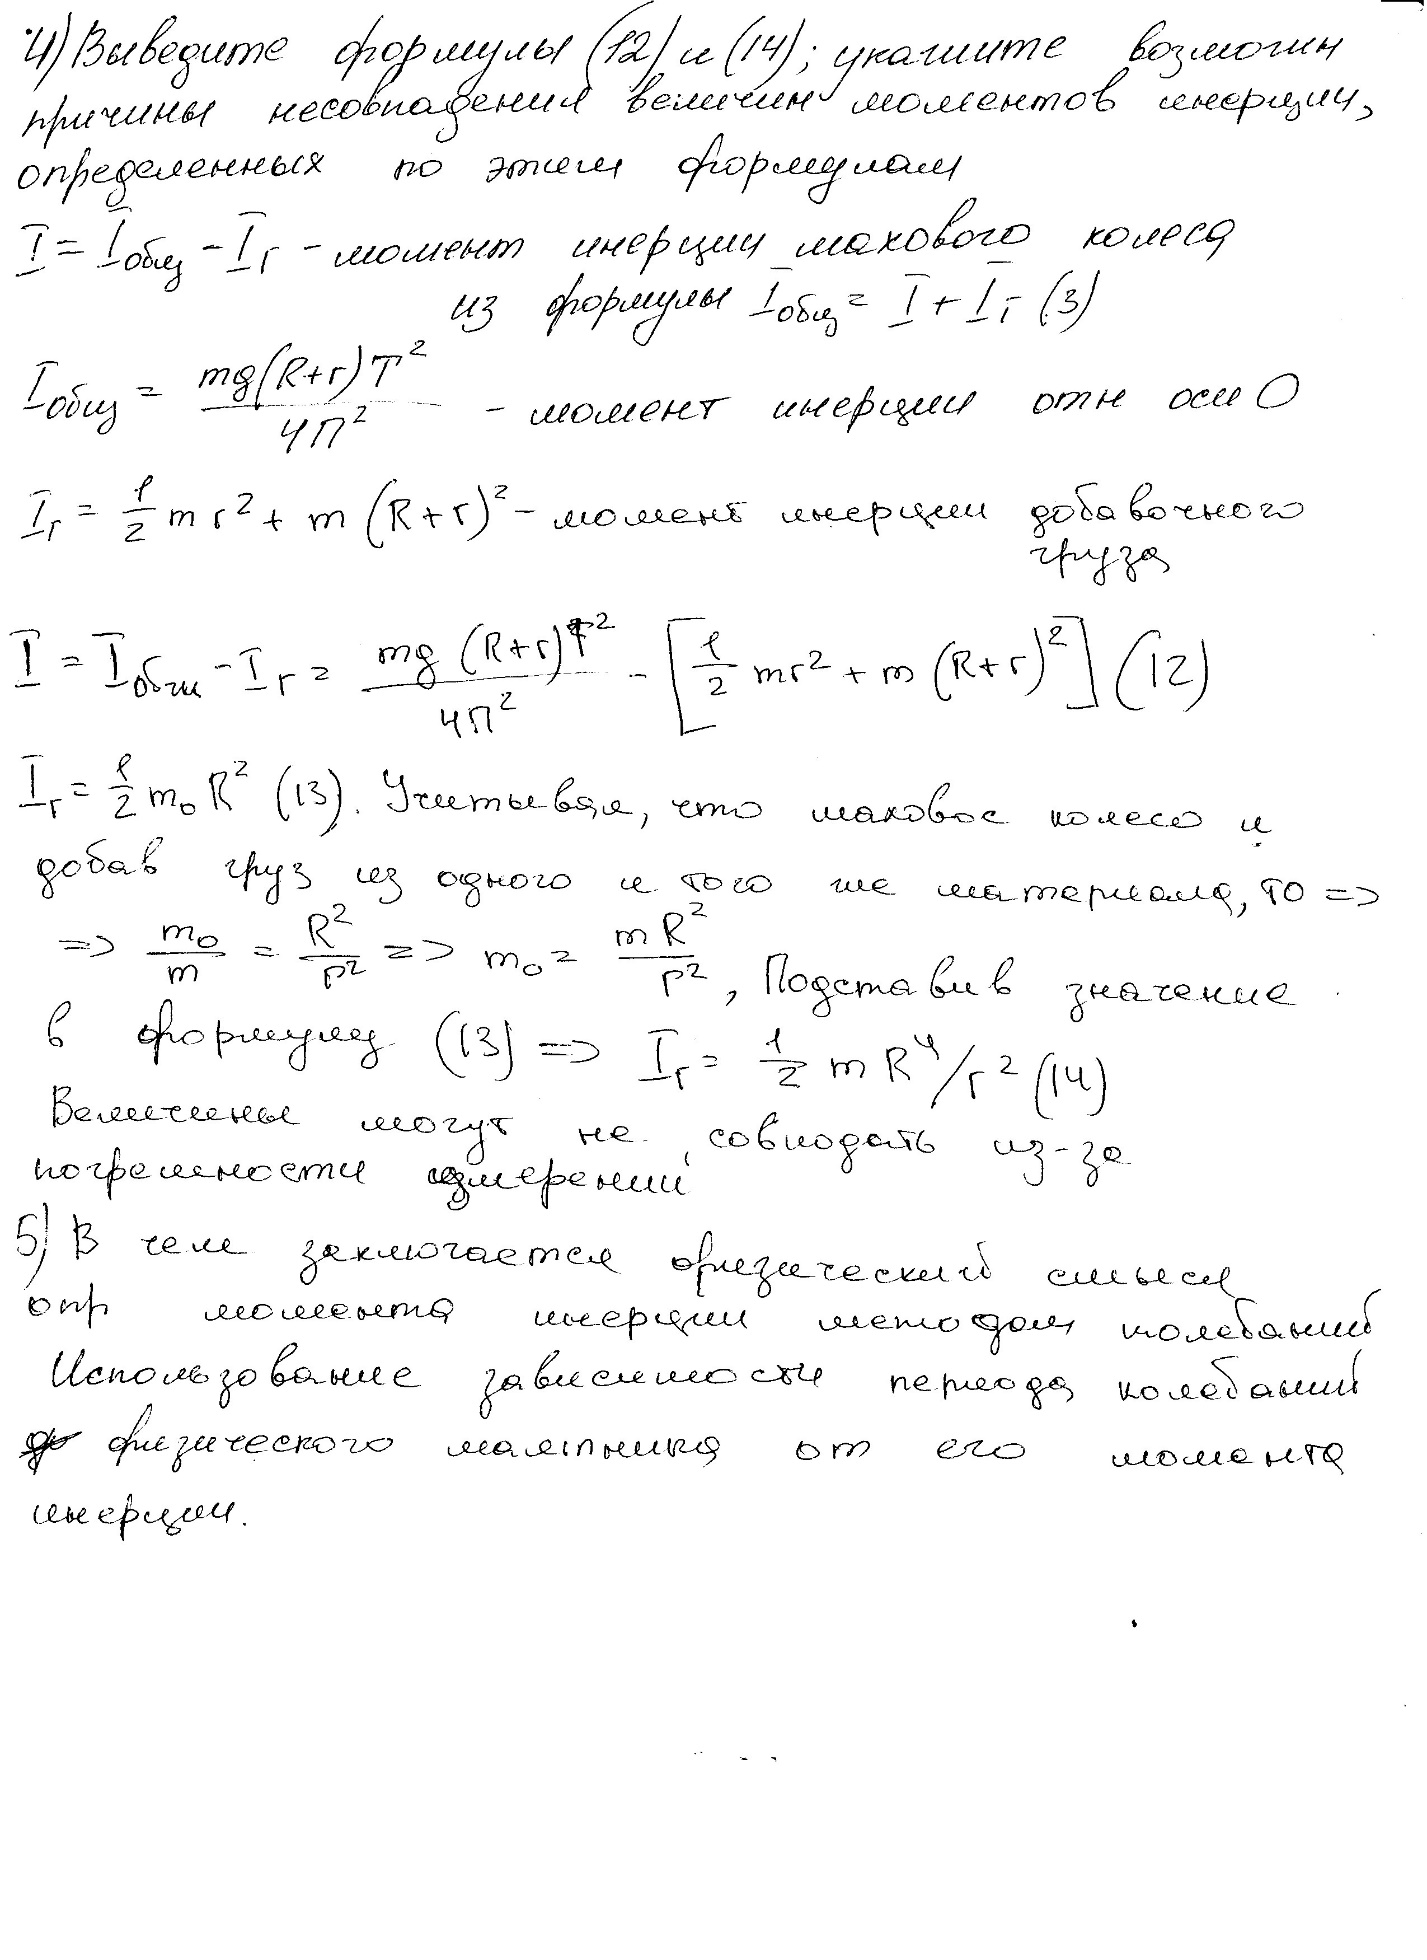 4) Выведите формулы (12) и (14); укажите возможн
причины несовпадения величин моментов инерции,
определенных по этим формулам
I = Iобщ - Iг - момент инерции махового колеса
из формулы Iобщ = I + Iг (3)
Iобщ = mg(R+r)T²/4π² - момент инерции отн оси O
Iг = 1/2 mr² + m(R+r)² - момент инерции добавочного
груза
I = Iобщ - Iг = mg(R+r)T²/4π² - [1/2 mr² + m(R+r)²] (12)
Iг = 1/2 m₀R² (13). Учитывая, что маховое колесо и
добав груз из одного и того же материала, то =>
=> m₀/m = R²/r² => m₀ = mR²/r², Подставив значение
в формулу (13) => Iг = 1/2 mR⁴/r² (14)
Величины могут не совподать из-за
погрешности измерений
5) В чем заключается физический смысл
опр момента инерции методом колебаний
Использование зависимости периода колебаний
физического маятника от его момента
инерции.